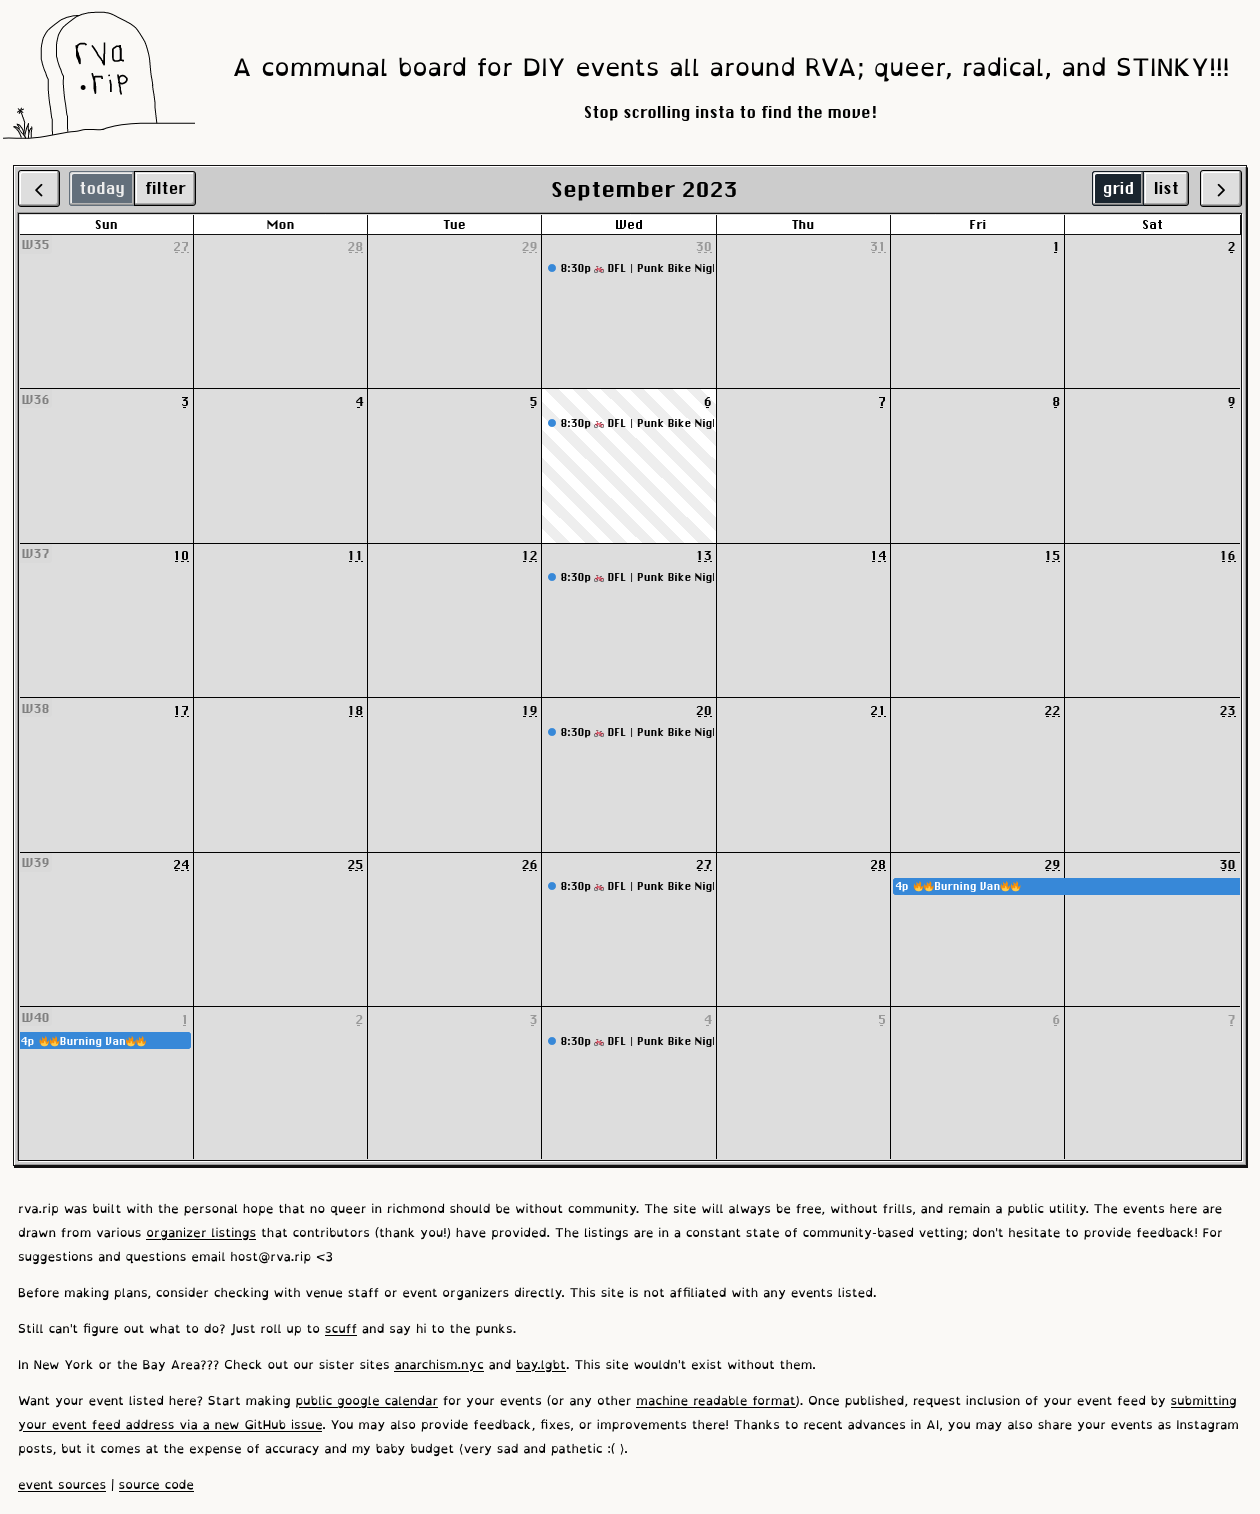 rva
.rip
A communal board for DIY events all around RVA; queer, radical, and STINKY!!!
Stop scrolling insta to find the move!
today filter September 2023 grid list
Sun Mon Tue Wed Thu Fri Sat
W35 27 28 29 30 31 1 2
8:30p 🚲 DFL | Punk Bike Nigl
W36 3 4 5 6 7 8 9
8:30p 🚲 DFL | Punk Bike Nigl
W37 10 11 12 13 14 15 16
8:30p 🚲 DFL | Punk Bike Nigl
W38 17 18 19 20 21 22 23
8:30p 🚲 DFL | Punk Bike Nigl
W39 24 25 26 27 28 29 30
8:30p 🚲 DFL | Punk Bike Nigl 4p 🔥🔥Burning Van🔥🔥
W40 1 2 3 4 5 6 7
4p 🔥🔥Burning Van🔥🔥 8:30p 🚲 DFL | Punk Bike Nigl
rva.rip was built with the personal hope that no queer in richmond should be without community. The site will always be free, without frills, and remain a public utility. The events here are
drawn from various organizer listings that contributors (thank you!) have provided. The listings are in a constant state of community-based vetting; don't hesitate to provide feedback! For
suggestions and questions email host@rva.rip <3
Before making plans, consider checking with venue staff or event organizers directly. This site is not affiliated with any events listed.
Still can't figure out what to do? Just roll up to scuff and say hi to the punks.
In New York or the Bay Area??? Check out our sister sites anarchism.nyc and bay.lgbt. This site wouldn't exist without them.
Want your event listed here? Start making public google calendar for your events (or any other machine readable format). Once published, request inclusion of your event feed by submitting
your event feed address via a new GitHub issue. You may also provide feedback, fixes, or improvements there! Thanks to recent advances in AI, you may also share your events as Instagram
posts, but it comes at the expense of accuracy and my baby budget (very sad and pathetic :( ).
event sources | source code